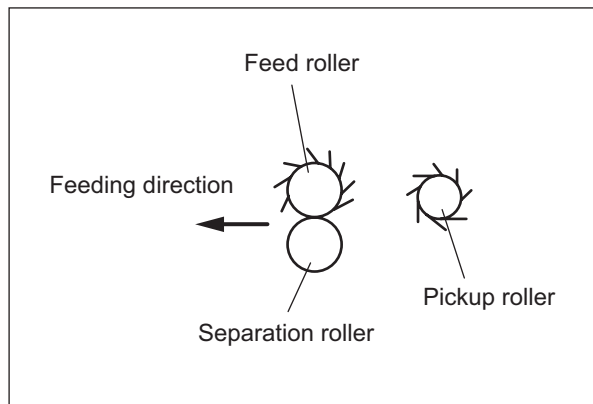 Feed roller
Feeding direction
Pickup roller
Separation roller